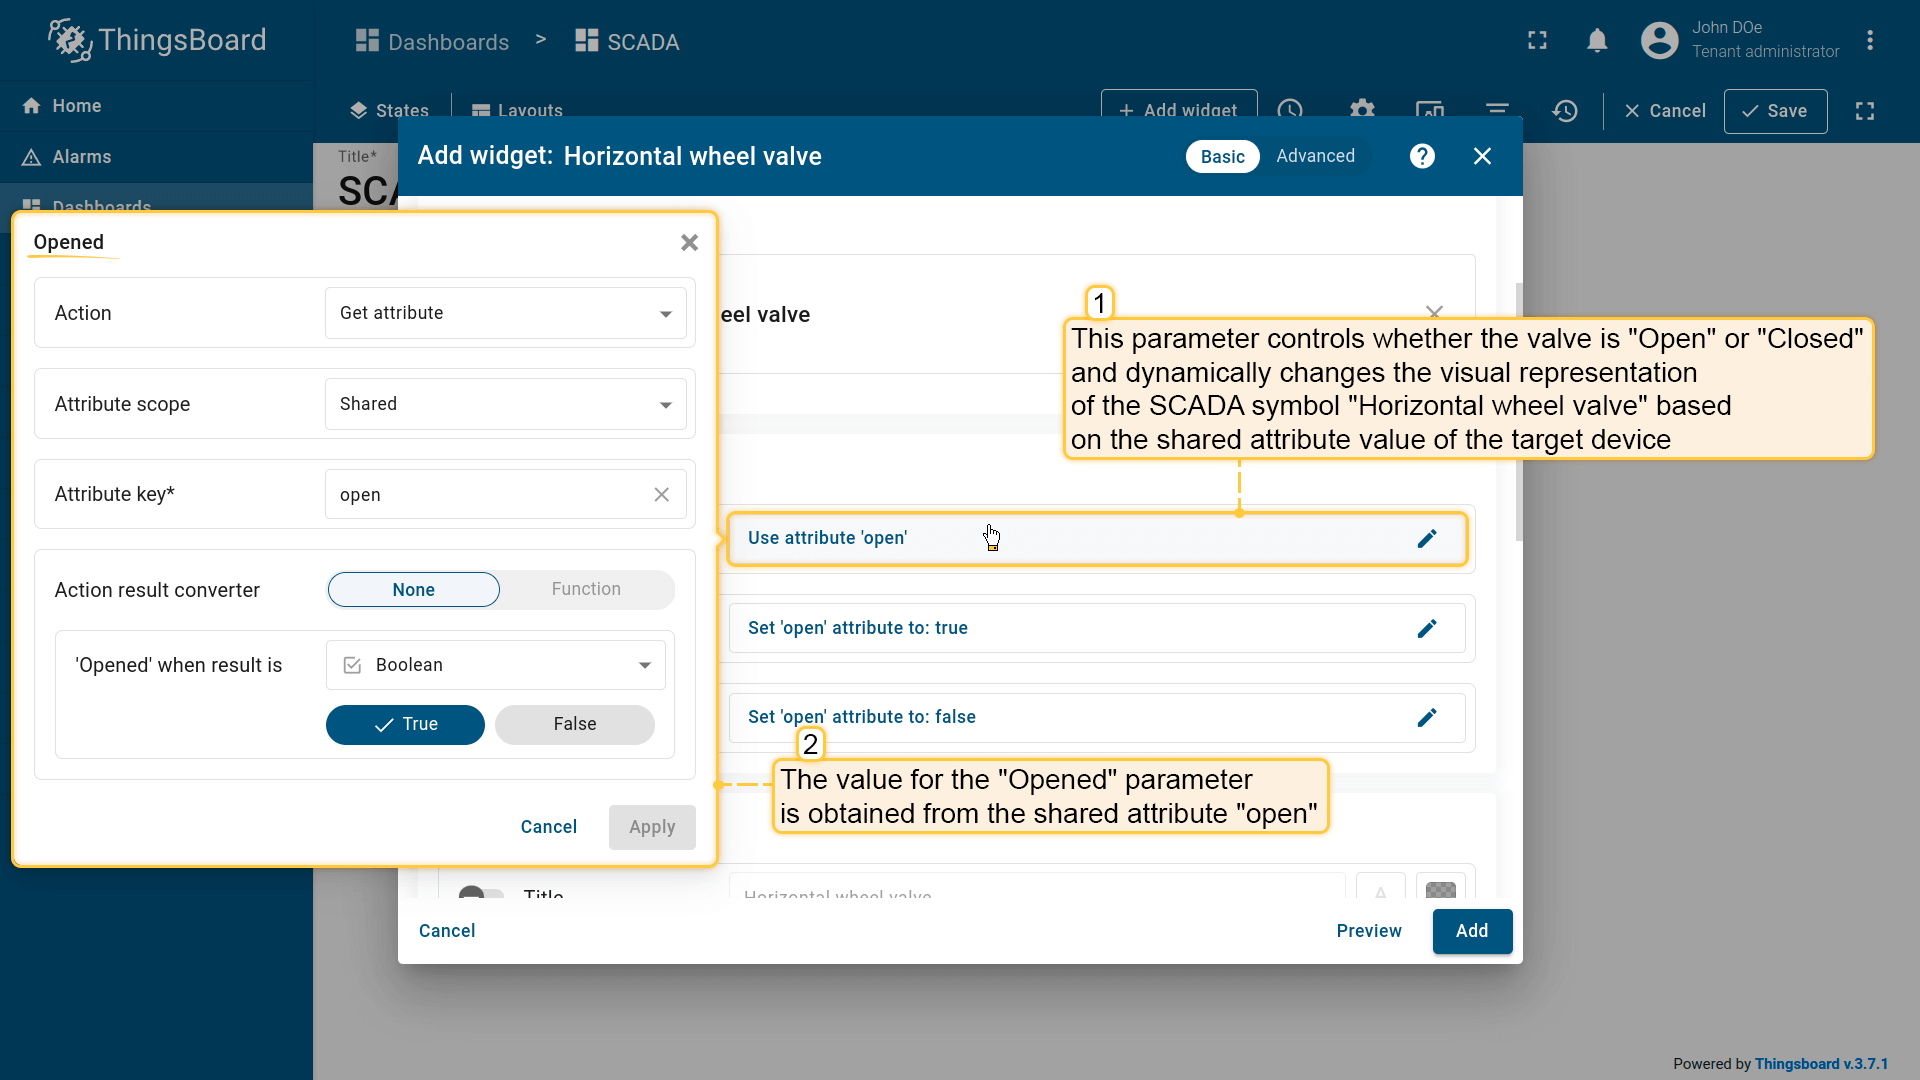 ThingsBoard
Dashboards > SCADA
John DOe
Tenant administrator
Home
Alarms
Dashboards
States
Layouts
+ Add widget
Cancel
Save
Title*
Add widget: Horizontal wheel valve
Basic
Advanced
Opened
Action
Get attribute
Attribute scope
Shared
Attribute key*
open
Action result converter
None
Function
'Opened' when result is
Boolean
True
False
Cancel
Apply
eel valve
1
This parameter controls whether the valve is "Open" or "Closed"
and dynamically changes the visual representation
of the SCADA symbol "Horizontal wheel valve" based
on the shared attribute value of the target device
Use attribute 'open'
Set 'open' attribute to: true
Set 'open' attribute to: false
2
The value for the "Opened" parameter
is obtained from the shared attribute "open"
Title
Horizontal wheel valve
A
Cancel
Preview
Add
Powered by Thingsboard v.3.7.1